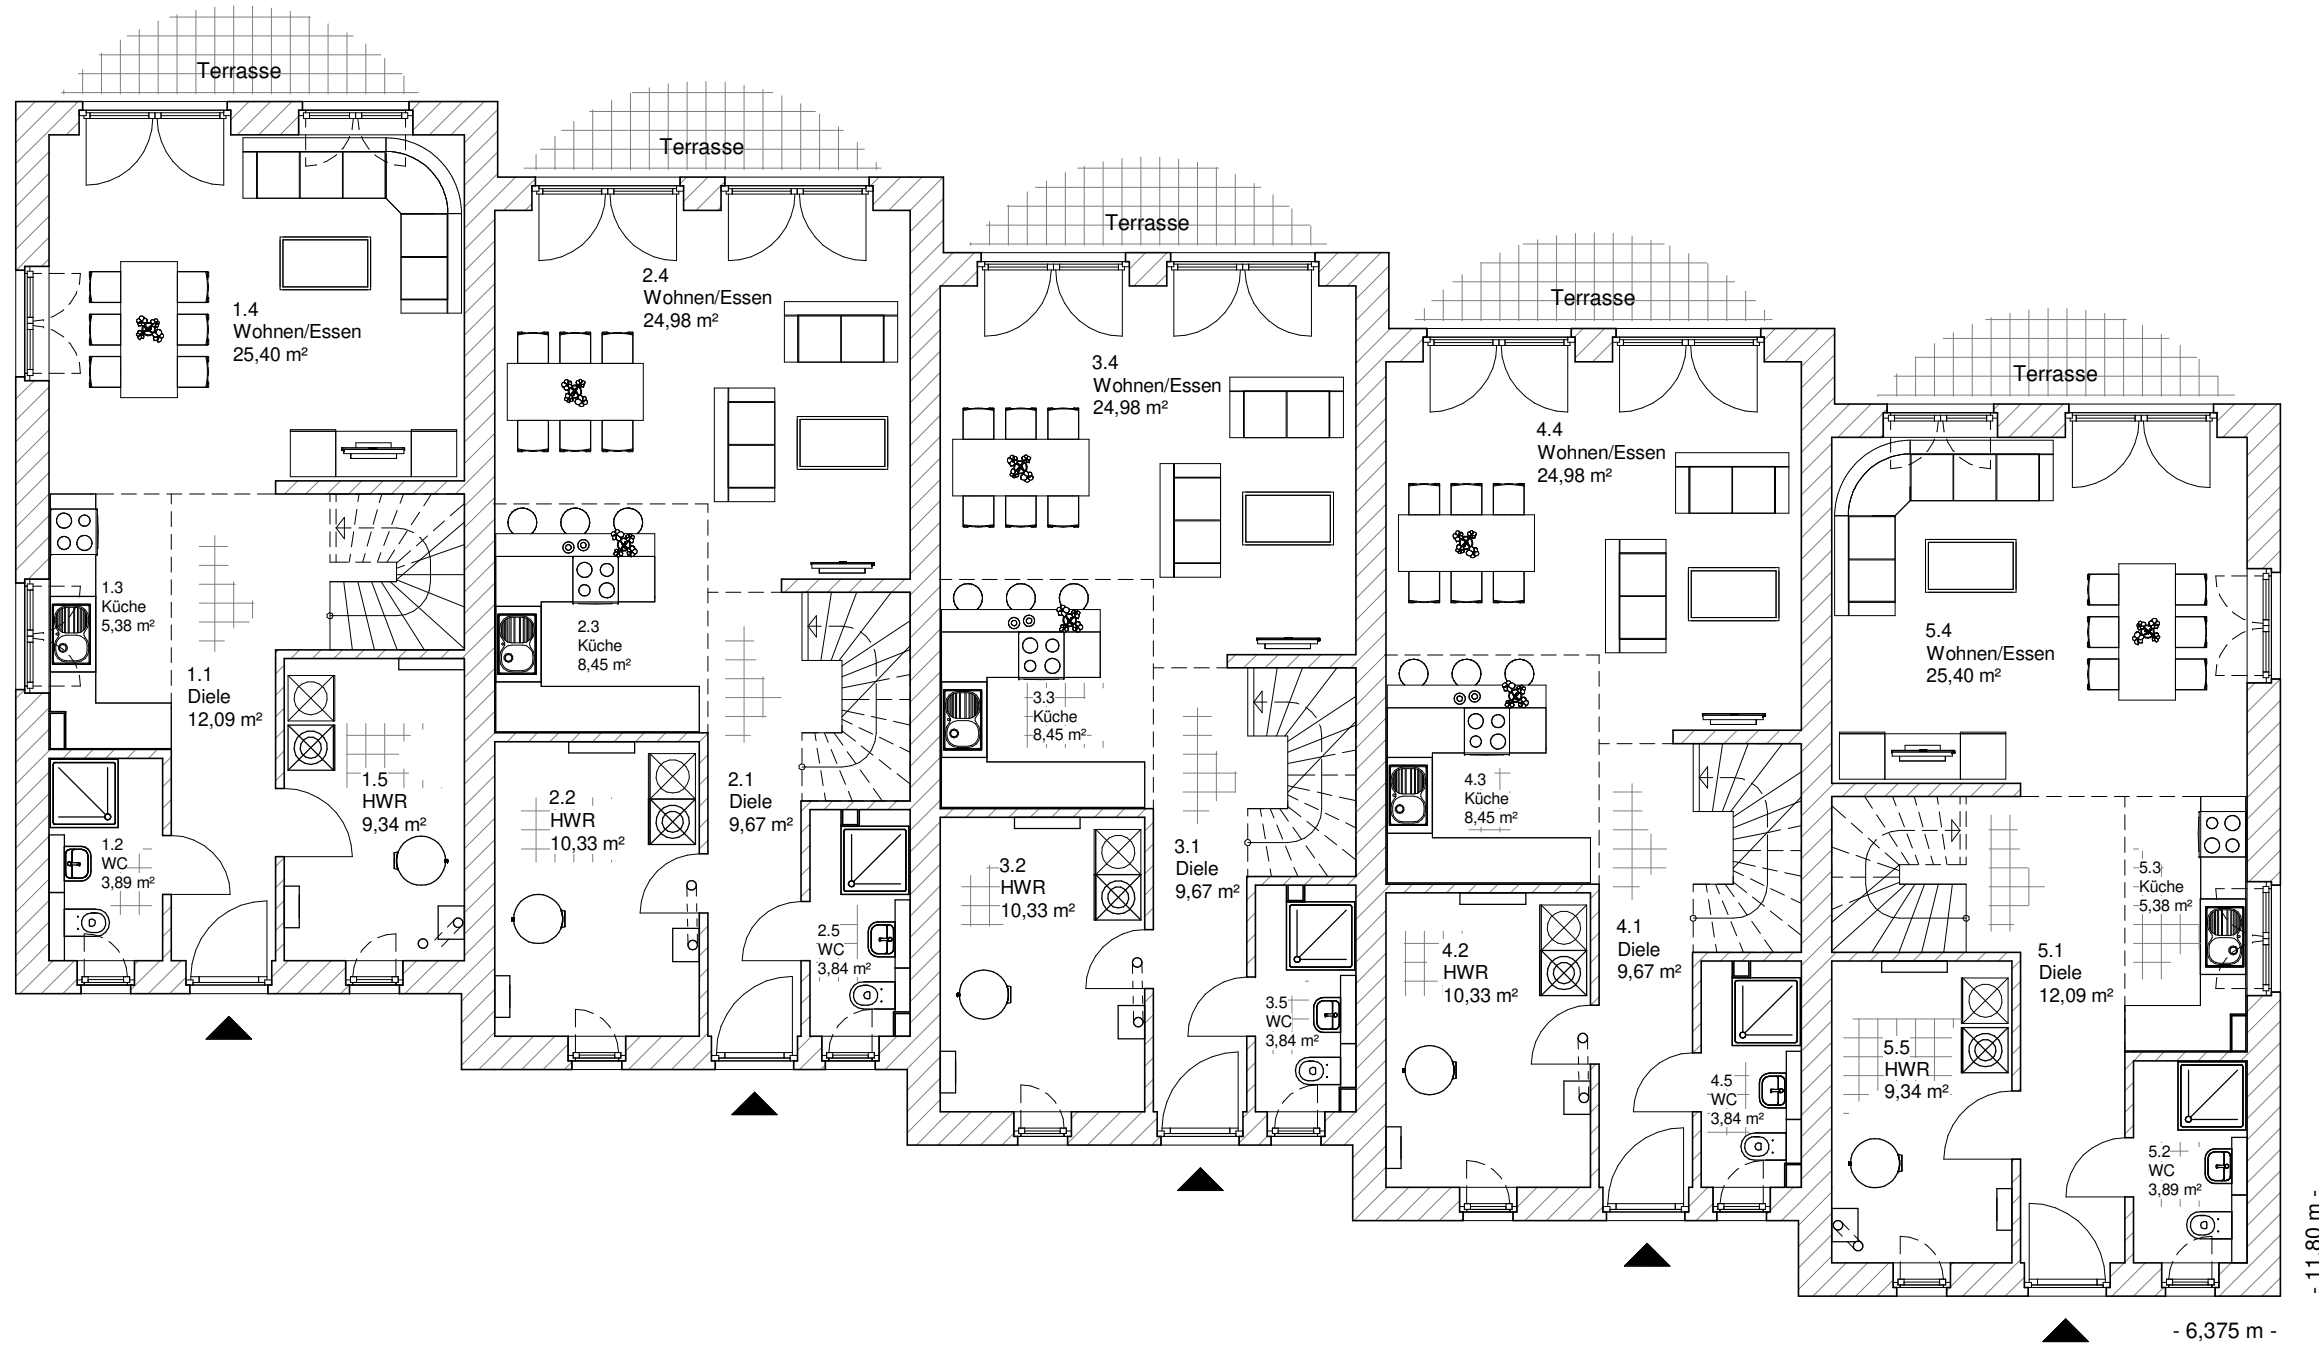 Terrasse
1.4
Wohnen/Essen
25,40 m²
1.3
Küche
5,38 m²
1.1
Diele
12,09 m²
1.5
HWR
9,34 m²
1.2
WC
3,89 m²
Terrasse
2.4
Wohnen/Essen
24,98 m²
2.3
Küche
8,45 m²
2.2
HWR
10,33 m²
2.1
Diele
9,67 m²
2.5
WC
3,84 m²
Terrasse
3.4
Wohnen/Essen
24,98 m²
3.3
Küche
8,45 m²
3.2
HWR
10,33 m²
3.1
Diele
9,67 m²
3.5
WC
3,84 m²
Terrasse
4.4
Wohnen/Essen
24,98 m²
4.3
Küche
8,45 m²
4.2
HWR
10,33 m²
4.1
Diele
9,67 m²
4.5
WC
3,84 m²
Terrasse
5.4
Wohnen/Essen
25,40 m²
5.3
Küche
5,38 m²
5.1
Diele
12,09 m²
5.5
HWR
9,34 m²
5.2
WC
3,89 m²
- 11,80 m -
- 6,375 m -